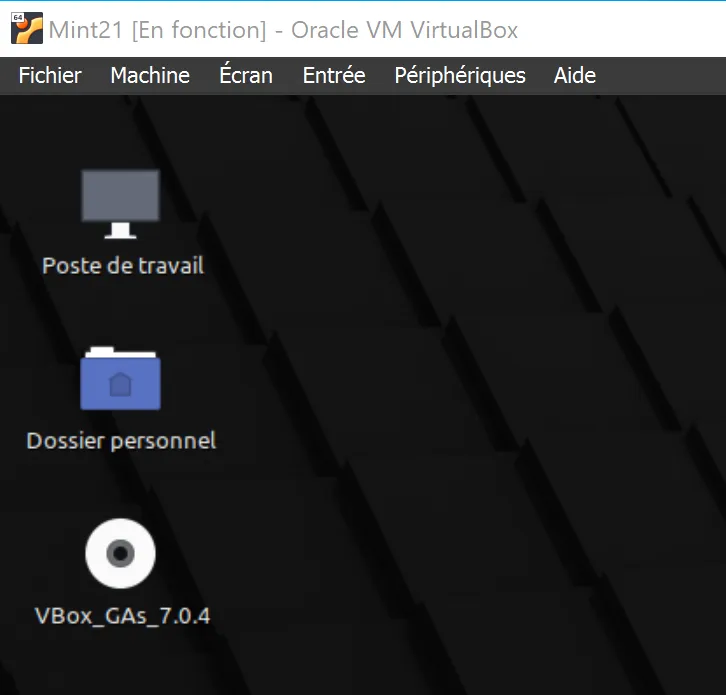 64
Mint21 [En fonction] - Oracle VM VirtualBox
Fichier Machine Écran Entrée Périphériques Aide
Poste de travail
Dossier personnel
VBox_GAs_7.0.4